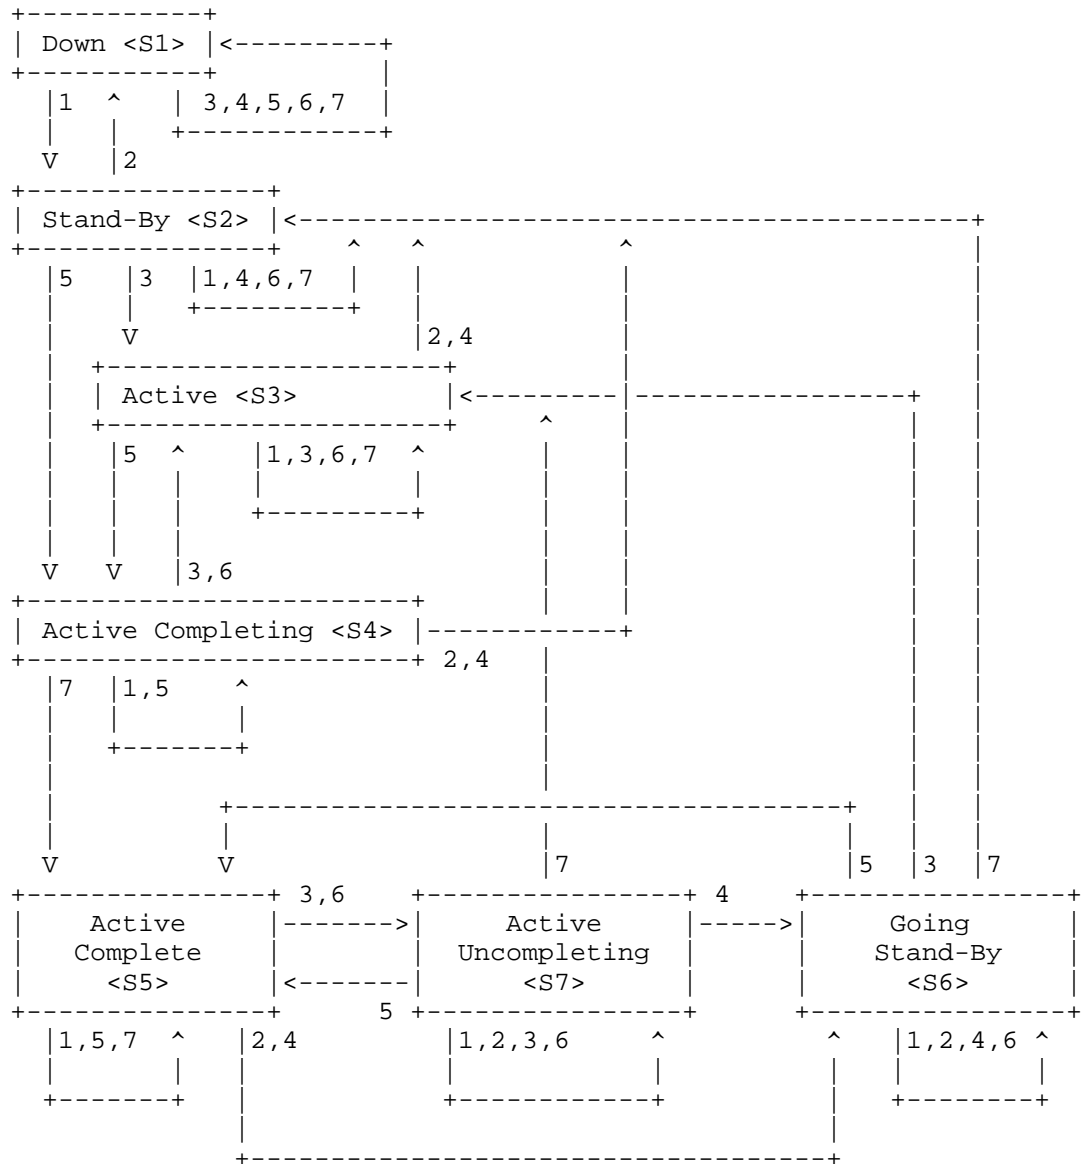 Down <S1>
1 3,4,5,6,7
V 2
Stand-By <S2>
5 3 1,4,6,7
V 2,4
Active <S3>
5 1,3,6,7
V V 3,6
Active Completing <S4>
2,4
7 1,5
V V 7 5 3 7
3,6 4
Active Active Going
Complete Uncompleting Stand-By
<S5> <S7> <S6>
5
1,5,7 2,4 1,2,3,6 1,2,4,6